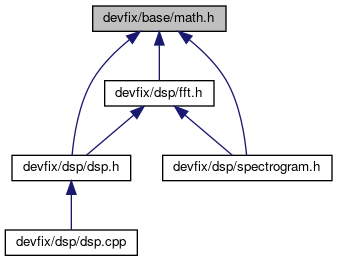 devfix/base/math.h
devfix/dsp/fft.h
devfix/dsp/dsp.h
devfix/dsp/spectrogram.h
devfix/dsp/dsp.cpp